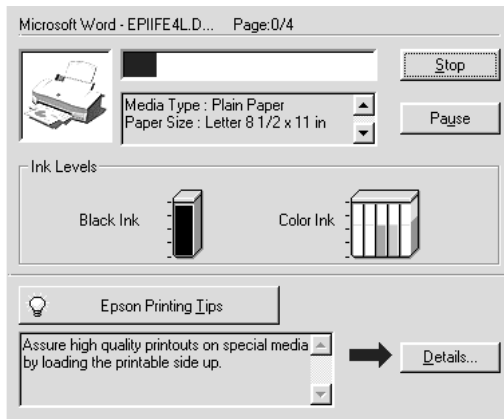 Microsoft Word - EPIIFE4L.D... Page:0/4
Stop
Media Type : Plain Paper
Paper Size : Letter 8 1/2 x 11 in
Pause
Ink Levels
Black Ink
Color Ink
Epson Printing Tips
Assure high quality printouts on special media
by loading the printable side up.
Details...